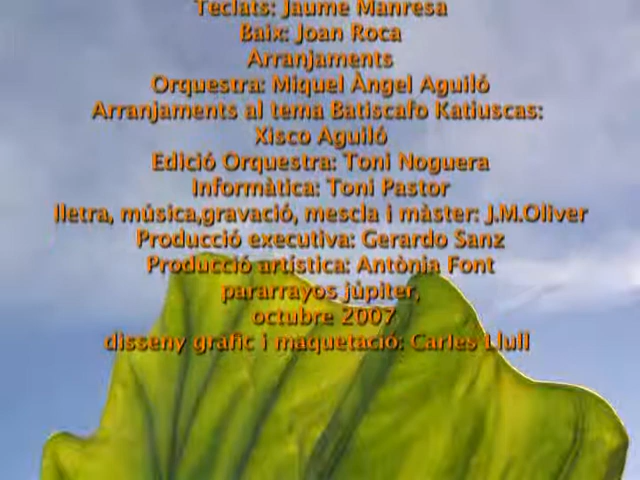 Teclats: Jaume Manresa
Baix: Joan Roca
Arranjaments
Orquestra: Miquel Àngel Aguiló
Arranjaments al tema Batiscafo Katiuscas:
Xisco Aguiló
Edició Orquestra: Toni Noguera
Informàtica: Toni Pastor
lletra, música,gravació, mescla i màster: J.M.Oliver
Producció executiva: Gerardo Sanz
Producció artística: Antònia Font
pararrayos júpiter,
octubre 2007
disseny gràfic i maquetació: Carles Llull